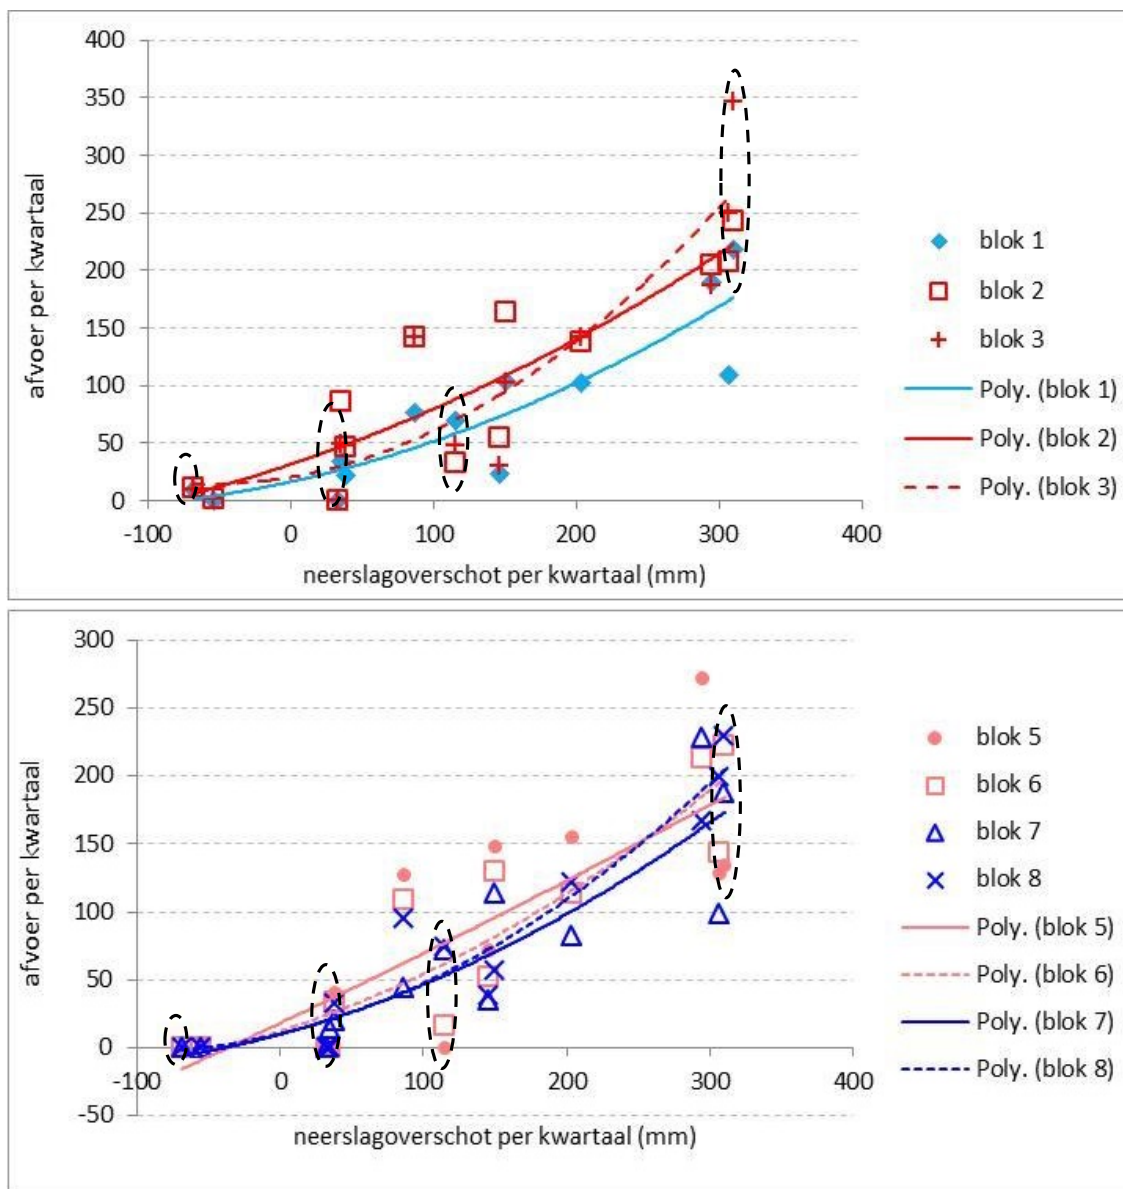 400
350
300
250
200
150
100
50
0
-100 0 100 200 300 400
afvoer per kwartaal
neerslagoverschot per kwartaal (mm)
blok 1
blok 2
blok 3
Poly. (blok 1)
Poly. (blok 2)
Poly. (blok 3)
300
250
200
150
100
50
0
-50
-100 0 100 200 300 400
afvoer per kwartaal
neerslagoverschot per kwartaal (mm)
blok 5
blok 6
blok 7
blok 8
Poly. (blok 5)
Poly. (blok 6)
Poly. (blok 7)
Poly. (blok 8)